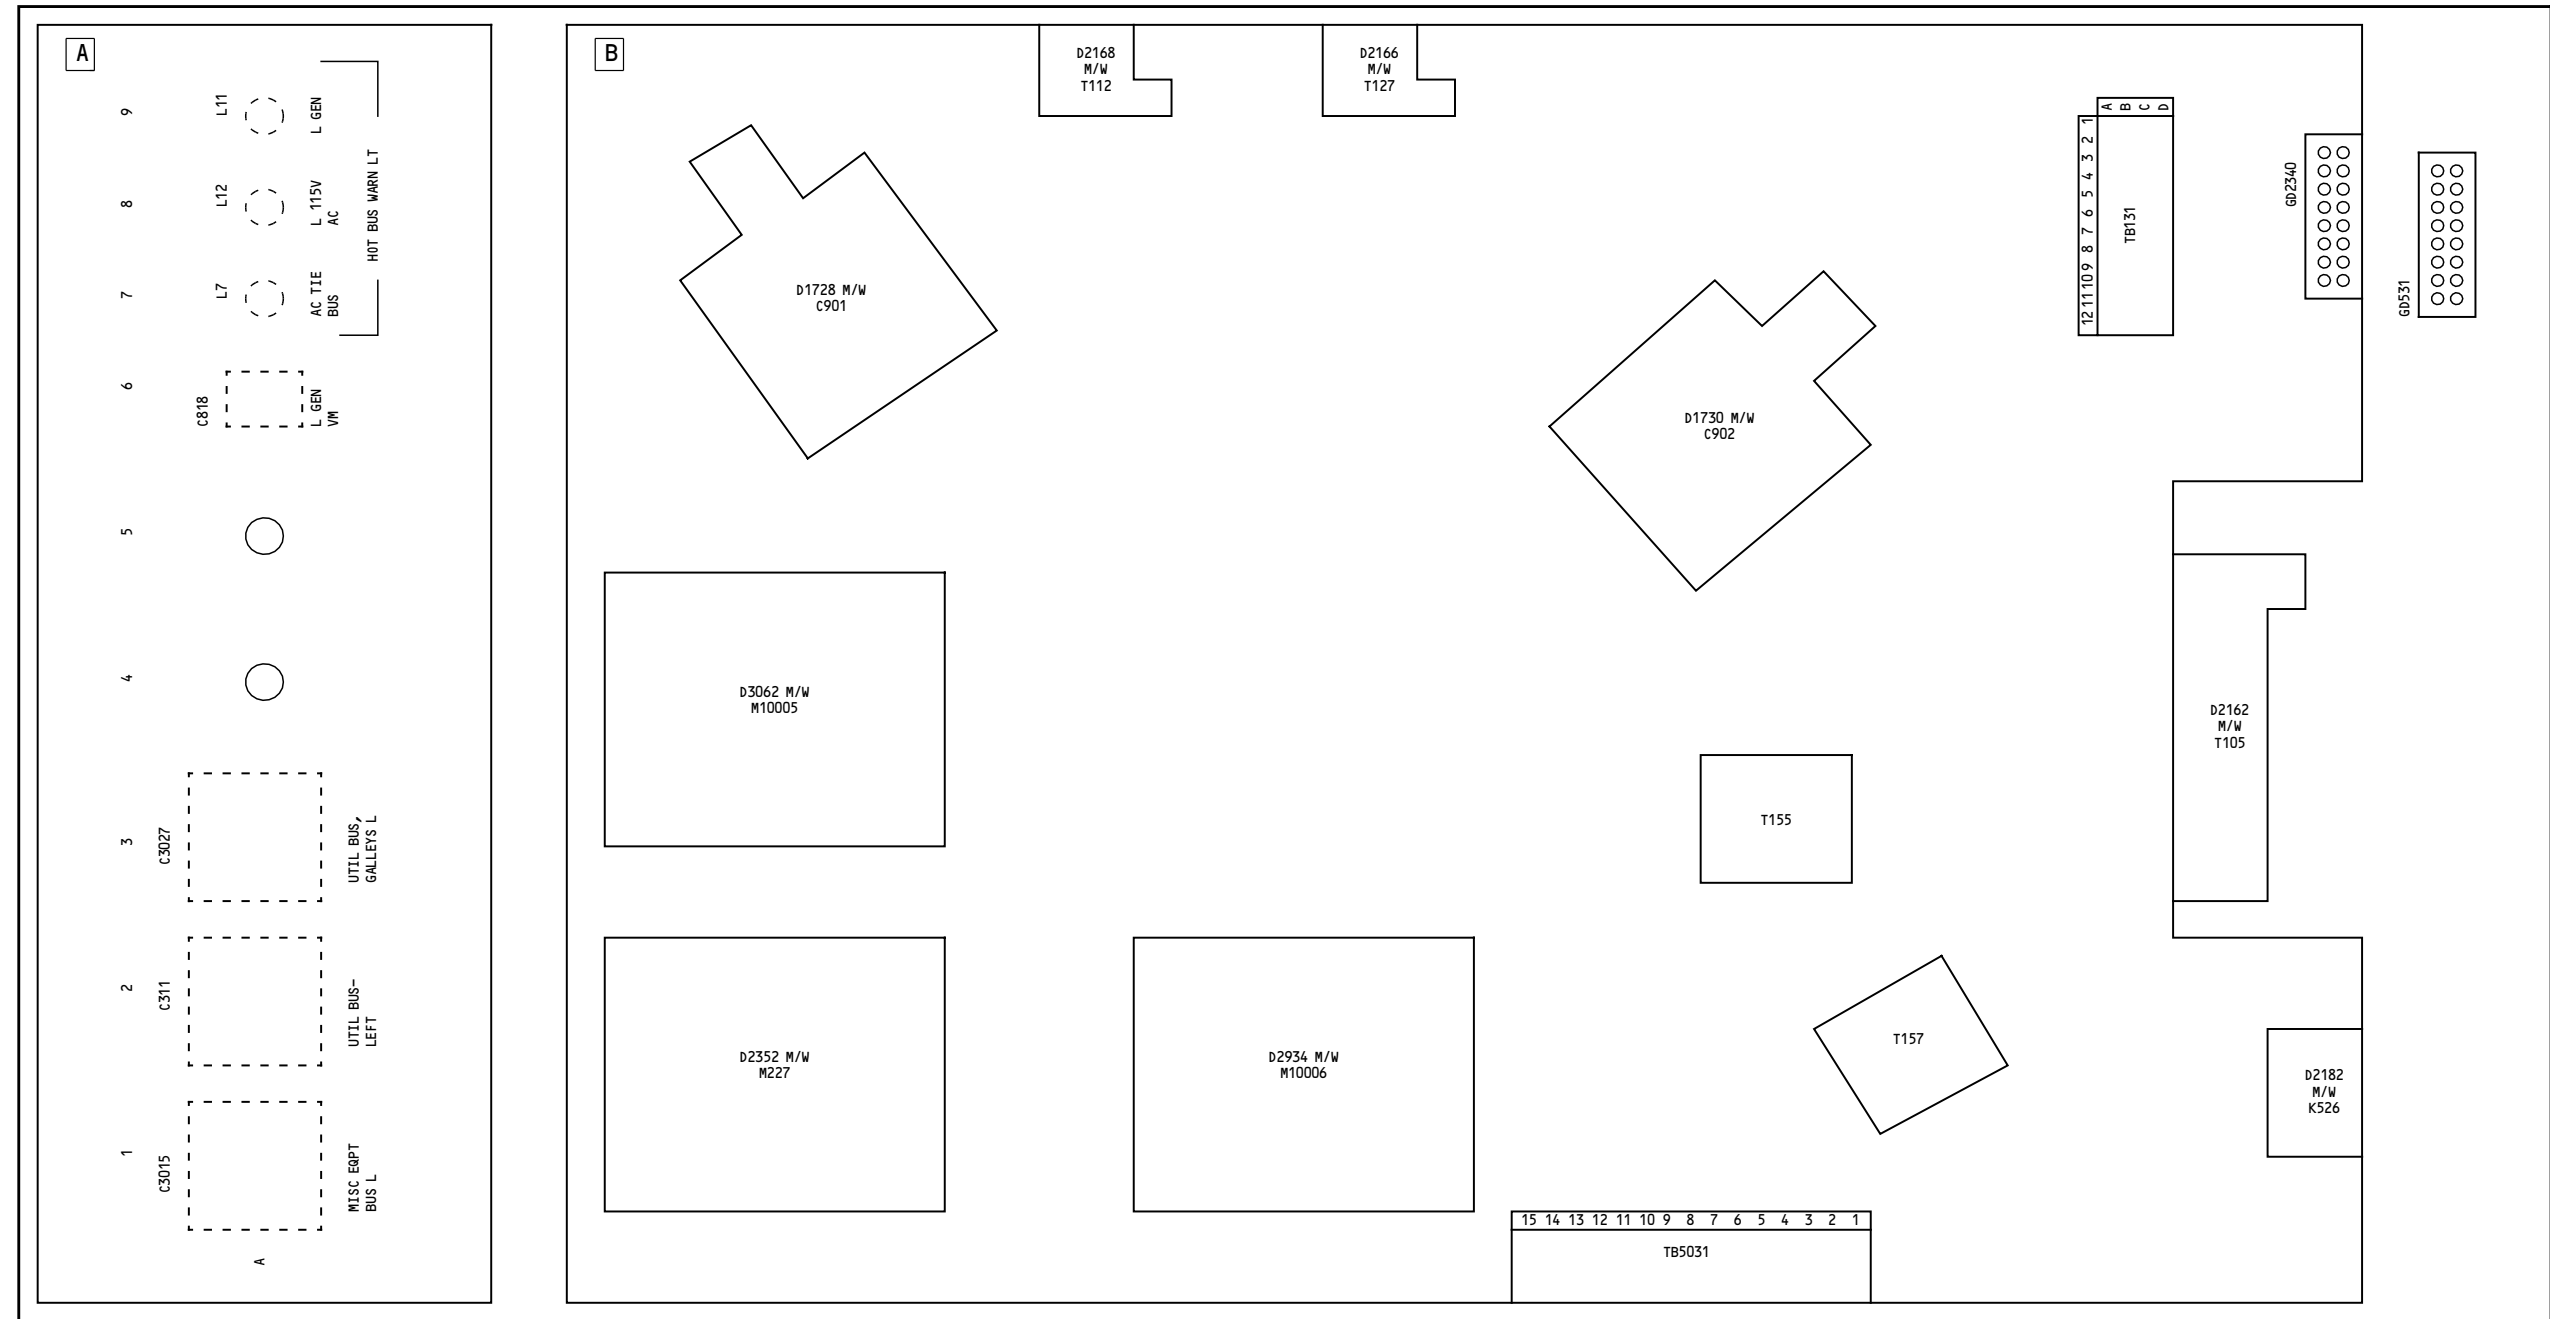 A
9
L11
L GEN
8
L12
L 115V
AC
HOT BUS WARN LT
7
L7
AC TIE
BUS
6
C818
L GEN
VM
5
4
3
C3027
UTIL BUS,
GALLEYS L
2
C311
UTIL BUS-
LEFT
1
C3015
MISC EQPT
BUS L
A
B
D2168
M/W
T112
D2166
M/W
T127
D1728 M/W
C901
D1730 M/W
C902
A B C D
1 2 3 4 5 6 7 8 9 10 11 12
TB131
GD2340
GD531
D3062 M/W
M10005
D2162
M/W
T105
T155
D2352 M/W
M227
D2934 M/W
M10006
T157
D2182
M/W
K526
15 14 13 12 11 10 9 8 7 6 5 4 3 2 1
TB5031